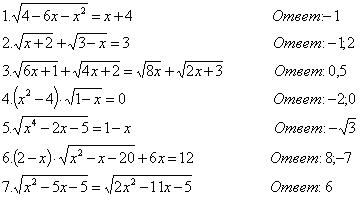 1.√(4-6x-x²)=x+4 Ответ:-1
2.√(x+2)+√(3-x)=3 Ответ:-1;2
3.√(6x+1)+√(4x+2)=√(8x)+√(2x+3) Ответ: 0,5
4.(x²-4)·√(1-x)=0 Ответ:-2;0
5.√(x⁴-2x-5)=1-x Ответ:-√3
6.(2-x)·√(x²-x-20)+6x=12 Ответ: 8;-7
7.√(x²-5x-5)=√(2x²-11x-5) Ответ: 6